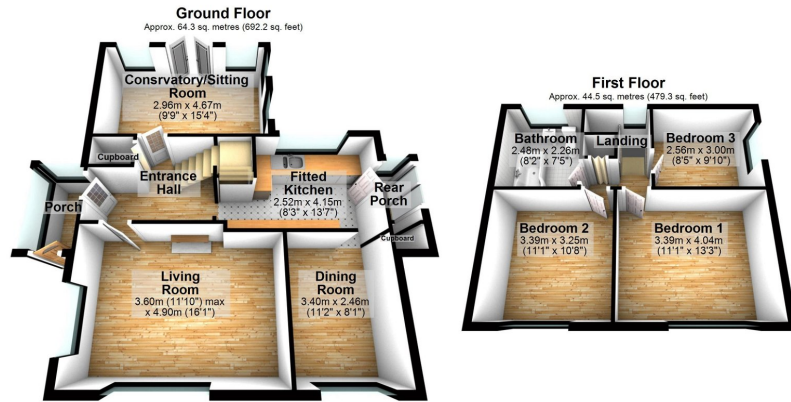 Ground Floor
Approx. 64.3 sq. metres (692.2 sq. feet)
Consrvatory/Sitting
Room
2.96m x 4.67m
(9'9" x 15'4")
Cupboard
Entrance
Hall
Porch
Fitted
Kitchen
2.52m x 4.15m
(8'3" x 13'7")
Rear
Porch
Cupboard
Living
Room
3.60m (11'10") max
x 4.90m (16'1")
Dining
Room
3.40m x 2.46m
(11'2" x 8'1")
First Floor
Approx. 44.5 sq. metres (479.3 sq. feet)
Bathroom
2.48m x 2.26m
(8'2" x 7'5")
Landing
Bedroom 3
2.56m x 3.00m
(8'5" x 9'10")
Bedroom 2
3.39m x 3.25m
(11'1" x 10'8")
Bedroom 1
3.39m x 4.04m
(11'1" x 13'3")